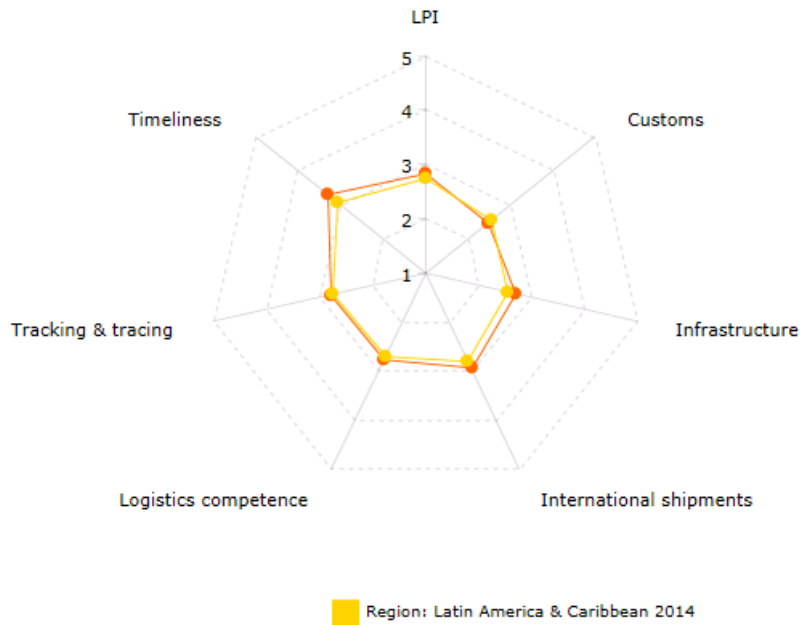 LPI
5
Timeliness
Customs
4
3
2
1
Tracking & tracing
Infrastructure
Logistics competence
International shipments
Region: Latin America & Caribbean 2014